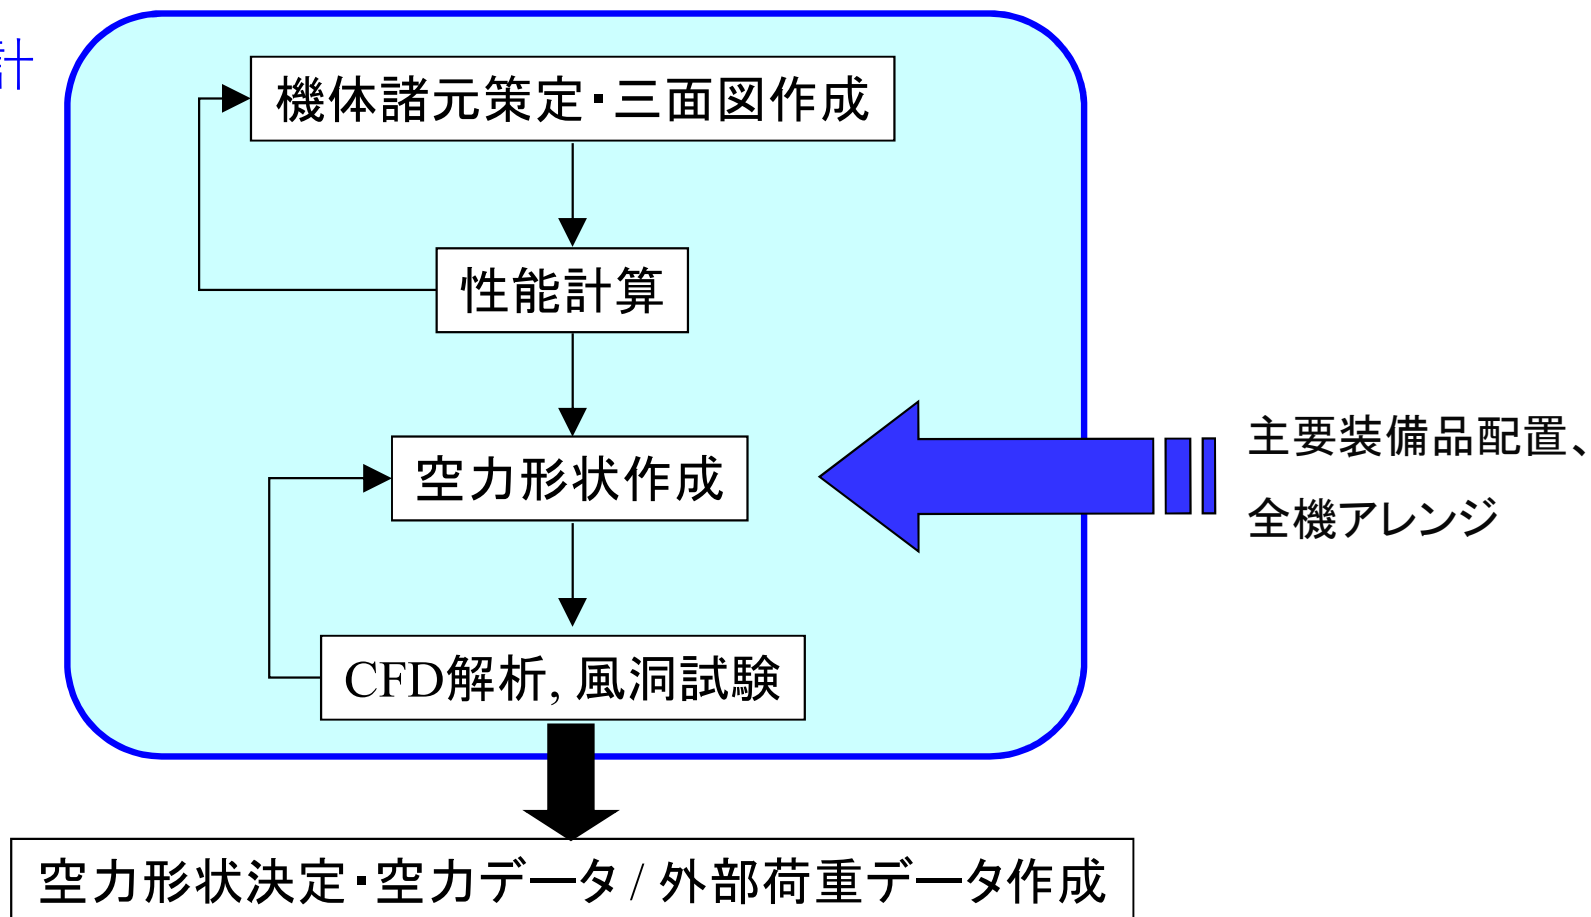 計
機体諸元策定・三面図作成
性能計算
空力形状作成
主要装備品配置、
全機アレンジ
CFD解析, 風洞試験
空力形状決定・空力データ / 外部荷重データ作成